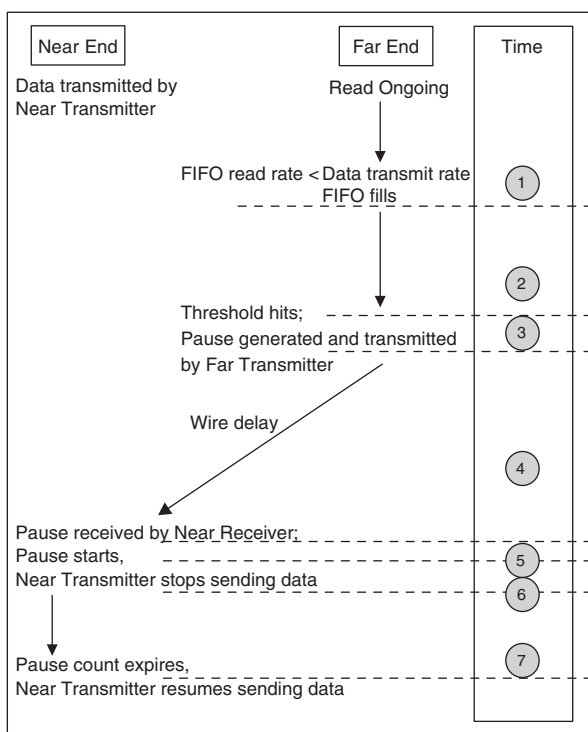 Near End
Far End
Time
Data transmitted by
Near Transmitter
Read Ongoing
FIFO read rate < Data transmit rate
FIFO fills
1
2
Threshold hits;
Pause generated and transmitted
by Far Transmitter
3
Wire delay
4
Pause received by Near Receiver;
Pause starts,
Near Transmitter stops sending data
5
6
Pause count expires,
Near Transmitter resumes sending data
7